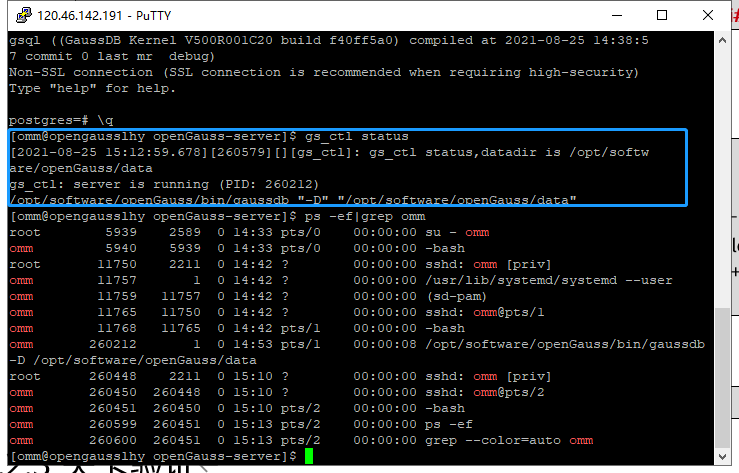 120.46.142.191 - PuTTY
gsql ((GaussDB Kernel V500R001C20 build f40ff5a0) compiled at 2021-08-25 14:38:5
7 commit 0 last mr  debug)
Non-SSL connection (SSL connection is recommended when requiring high-security)
Type "help" for help.
postgres=# \q
[omm@opengausslhy openGauss-server]$ gs_ctl status
[2021-08-25 15:12:59.678][260579][][gs_ctl]: gs_ctl status,datadir is /opt/softw
are/openGauss/data
gs_ctl: server is running (PID: 260212)
/opt/software/openGauss/bin/gaussdb "-D" "/opt/software/openGauss/data"
[omm@opengausslhy openGauss-server]$ ps -ef|grep omm
root        5939    2589  0 14:33 pts/0    00:00:00 su - omm
omm         5940    5939  0 14:33 pts/0    00:00:00 -bash
root       11750    2211  0 14:42 ?        00:00:00 sshd: omm [priv]
omm        11757       1  0 14:42 ?        00:00:00 /usr/lib/systemd/systemd --user
omm        11759   11757  0 14:42 ?        00:00:00 (sd-pam)
omm        11765   11750  0 14:42 ?        00:00:00 sshd: omm@pts/1
omm        11768   11765  0 14:42 pts/1    00:00:00 -bash
omm       260212       1  0 14:53 pts/1    00:00:08 /opt/software/openGauss/bin/gaussdb
-D /opt/software/openGauss/data
root      260448    2211  0 15:10 ?        00:00:00 sshd: omm [priv]
omm       260450  260448  0 15:10 ?        00:00:00 sshd: omm@pts/2
omm       260451  260450  0 15:10 pts/2    00:00:00 -bash
omm       260599  260451  0 15:13 pts/2    00:00:00 ps -ef
omm       260600  260451  0 15:13 pts/2    00:00:00 grep --color=auto omm
[omm@opengausslhy openGauss-server]$